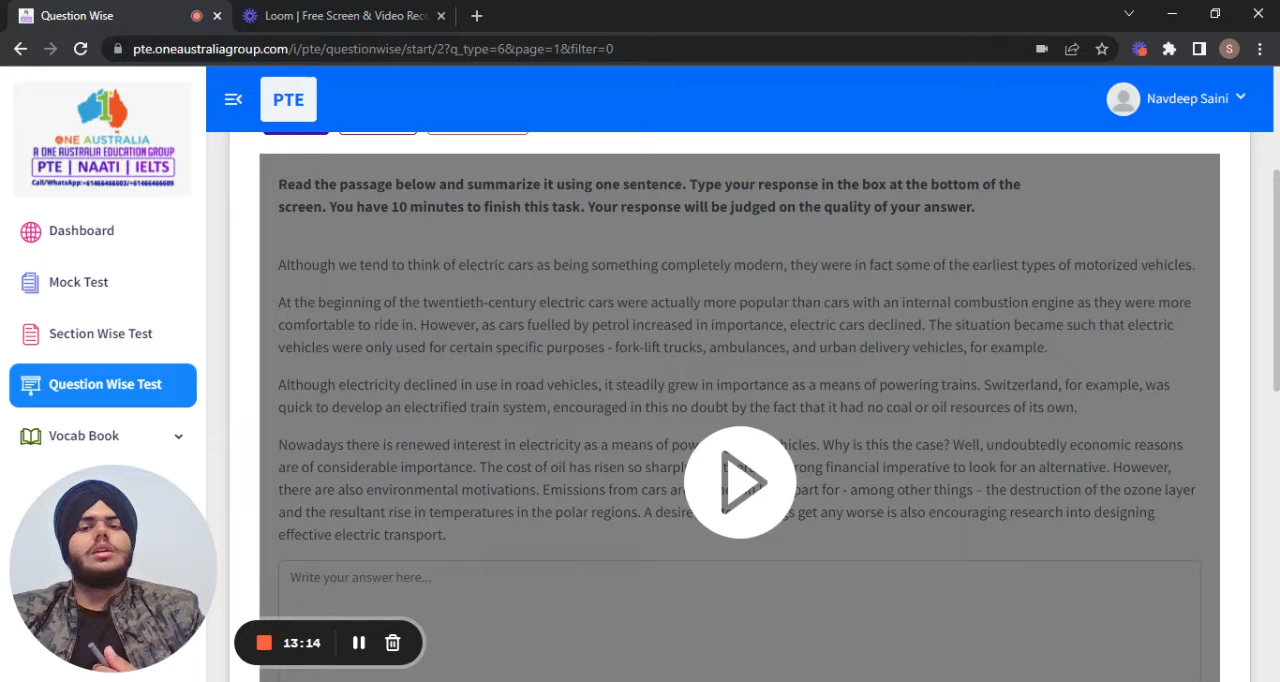 Question Wise
Loom | Free Screen & Video Rec
pte.oneaustraliagroup.com/i/pte/questionwise/start/2?q_type=6&page=1&filter=0
S
1
ONE AUSTRALIA
A ONE AUSTRALIA EDUCATION GROUP
PTE | NAATI | IELTS
Call/WhatsApp:+61466466603/+61466466609
PTE
Navdeep Saini
Dashboard
Mock Test
Section Wise Test
Question Wise Test
Vocab Book
Read the passage below and summarize it using one sentence. Type your response in the box at the bottom of the
screen. You have 10 minutes to finish this task. Your response will be judged on the quality of your answer.
Although we tend to think of electric cars as being something completely modern, they were in fact some of the earliest types of motorized vehicles.
At the beginning of the twentieth-century electric cars were actually more popular than cars with an internal combustion engine as they were more
comfortable to ride in. However, as cars fuelled by petrol increased in importance, electric cars declined. The situation became such that electric
vehicles were only used for certain specific purposes - fork-lift trucks, ambulances, and urban delivery vehicles, for example.
Although electricity declined in use in road vehicles, it steadily grew in importance as a means of powering trains. Switzerland, for example, was
quick to develop an electrified train system, encouraged in this no doubt by the fact that it had no coal or oil resources of its own.
Nowadays there is renewed interest in electricity as a means of pow hicles. Why is this the case? Well, undoubtedly economic reasons
are of considerable importance. The cost of oil has risen so sharpl rong financial imperative to look for an alternative. However,
there are also environmental motivations. Emissions from cars ar part for - among other things – the destruction of the ozone layer
and the resultant rise in temperatures in the polar regions. A desire gs get any worse is also encouraging research into designing
effective electric transport.
Write your answer here...
13:14